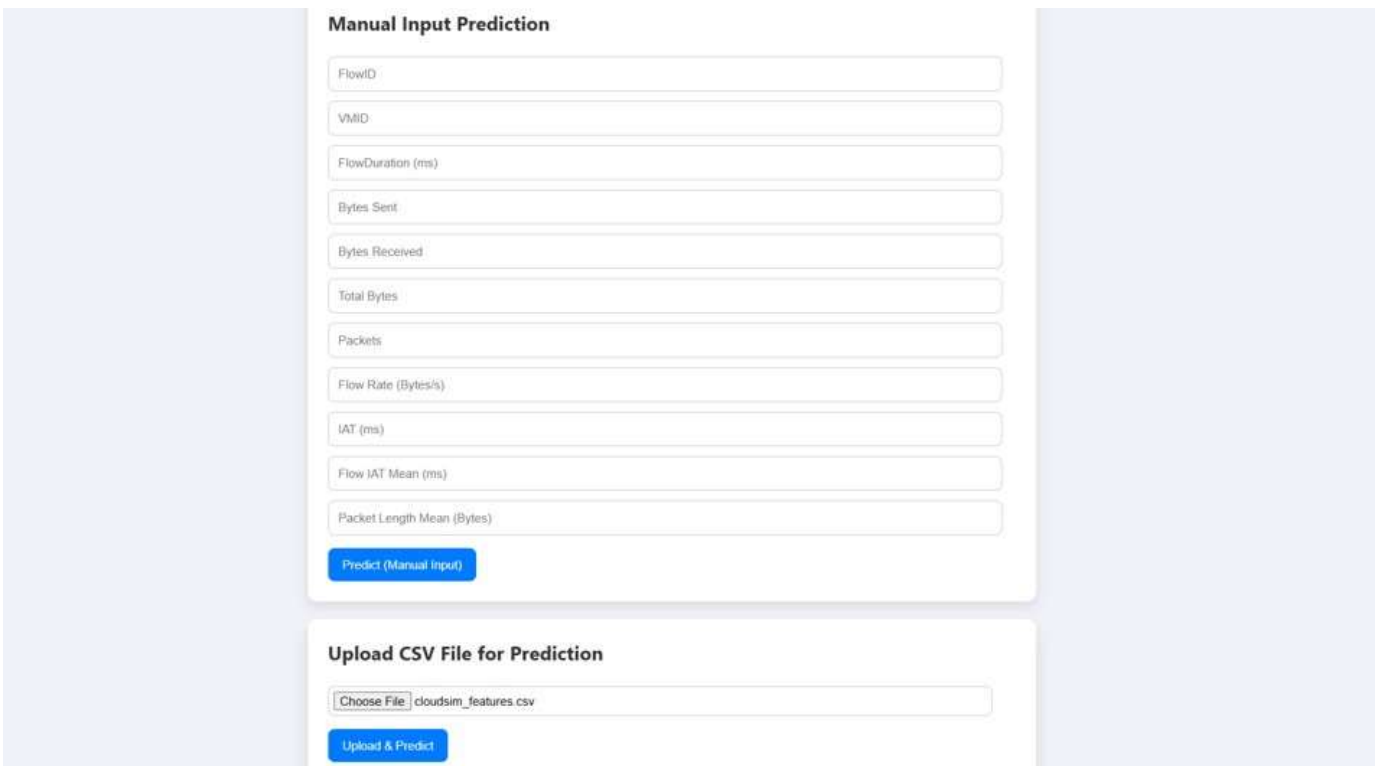 Manual Input Prediction
FlowID
VMID
FlowDuration (ms)
Bytes Sent
Bytes Received
Total Bytes
Packets
Flow Rate (Bytes/s)
IAT (ms)
Flow IAT Mean (ms)
Packet Length Mean (Bytes)
Predict (Manual Input)
Upload CSV File for Prediction
Choose File cloudsim_features.csv
Upload & Predict